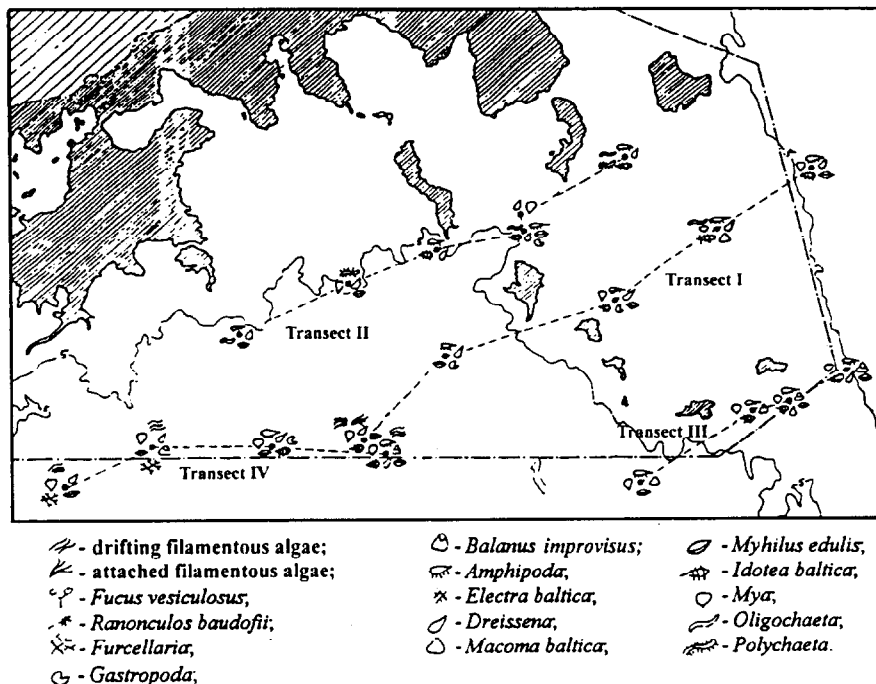 Transect I
Transect II
Transect III
Transect IV
- drifting filamentous algae;
- attached filamentous algae;
- Fucus vesiculosus;
- Ranonculos baudofii;
- Furcellaria;
- Gastropoda;
- Balanus improvisus;
- Amphipoda;
- Electra baltica;
- Dreissena;
- Macoma baltica;
- Myhilus edulis;
- Idotea baltica;
- Mya;
- Oligochaeta;
- Polychaeta.